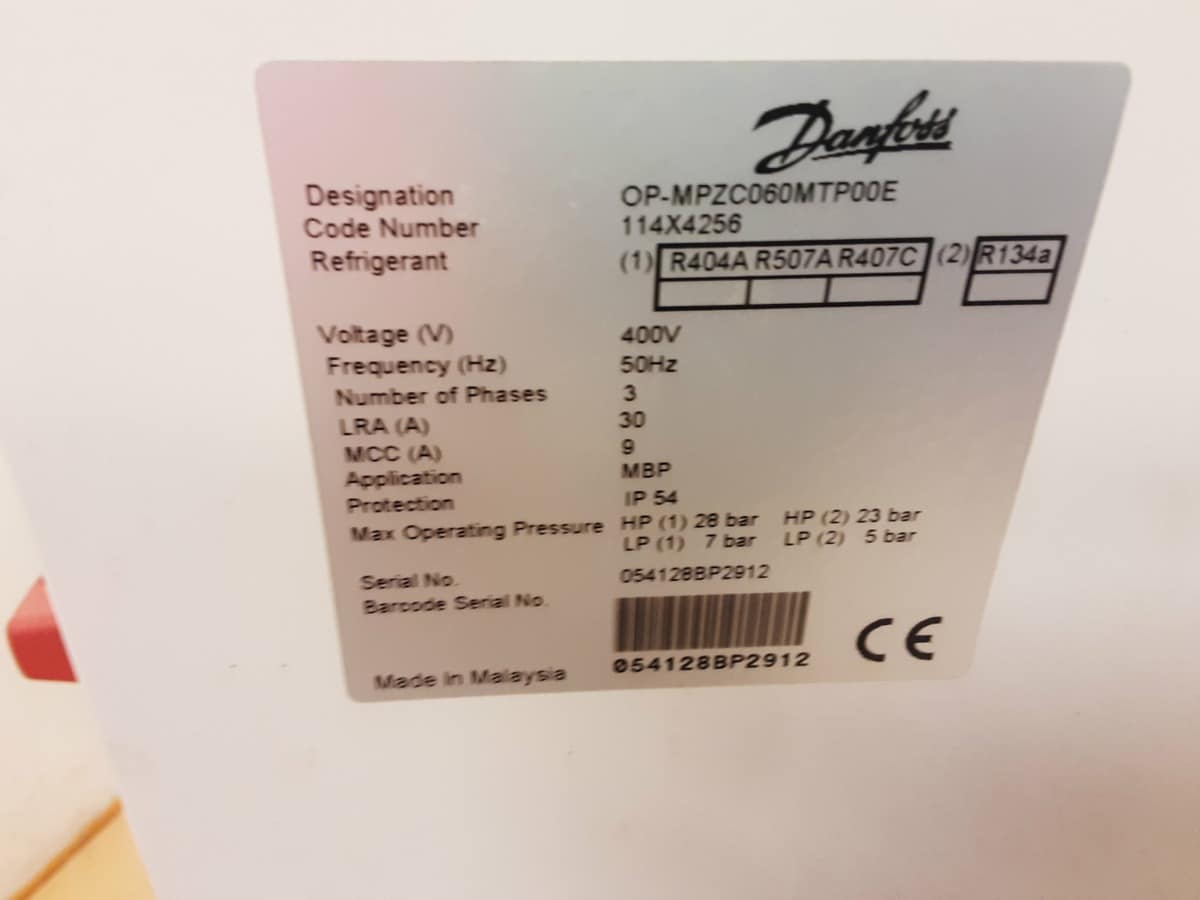 Danfoss
Designation OP-MPZC060MTP00E
Code Number 114X4256
Refrigerant (1) R404A R507A R407C (2) R134a
Voltage (V) 400V
Frequency (Hz) 50Hz
Number of Phases 3
LRA (A) 30
MCC (A) 9
Application MBP
Protection IP 54
Max Operating Pressure HP (1) 28 bar HP (2) 23 bar
LP (1) 7 bar LP (2) 5 bar
Serial No. 054128BP2912
Barcode Serial No.
054128BP2912
CE
Made In Malaysia